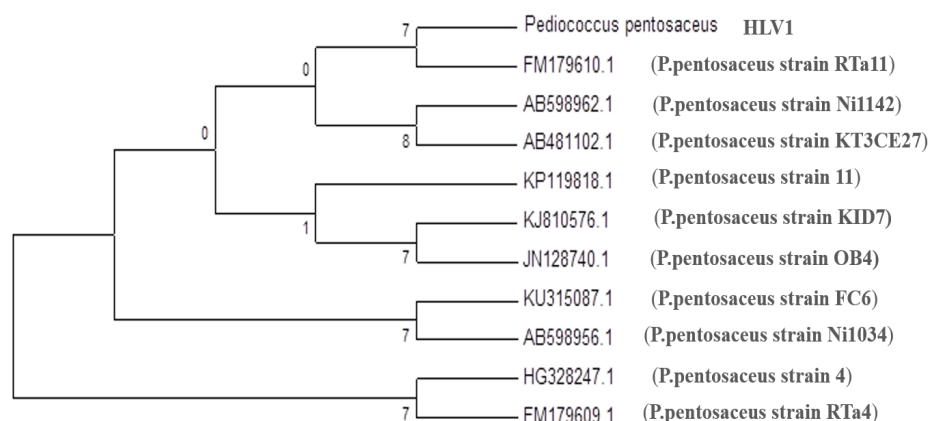 7
Pediococcus pentosaceus HLV1
0
FM179610.1 (P.pentosaceus strain RTa11)
AB598962.1 (P.pentosaceus strain Ni1142)
0
8
AB481102.1 (P.pentosaceus strain KT3CE27)
KP119818.1 (P.pentosaceus strain 11)
1
KJ810576.1 (P.pentosaceus strain KID7)
7
JN128740.1 (P.pentosaceus strain OB4)
KU315087.1 (P.pentosaceus strain FC6)
7
AB598956.1 (P.pentosaceus strain Ni1034)
HG328247.1 (P.pentosaceus strain 4)
7
FM179609.1 (P.pentosaceus strain RTa4)